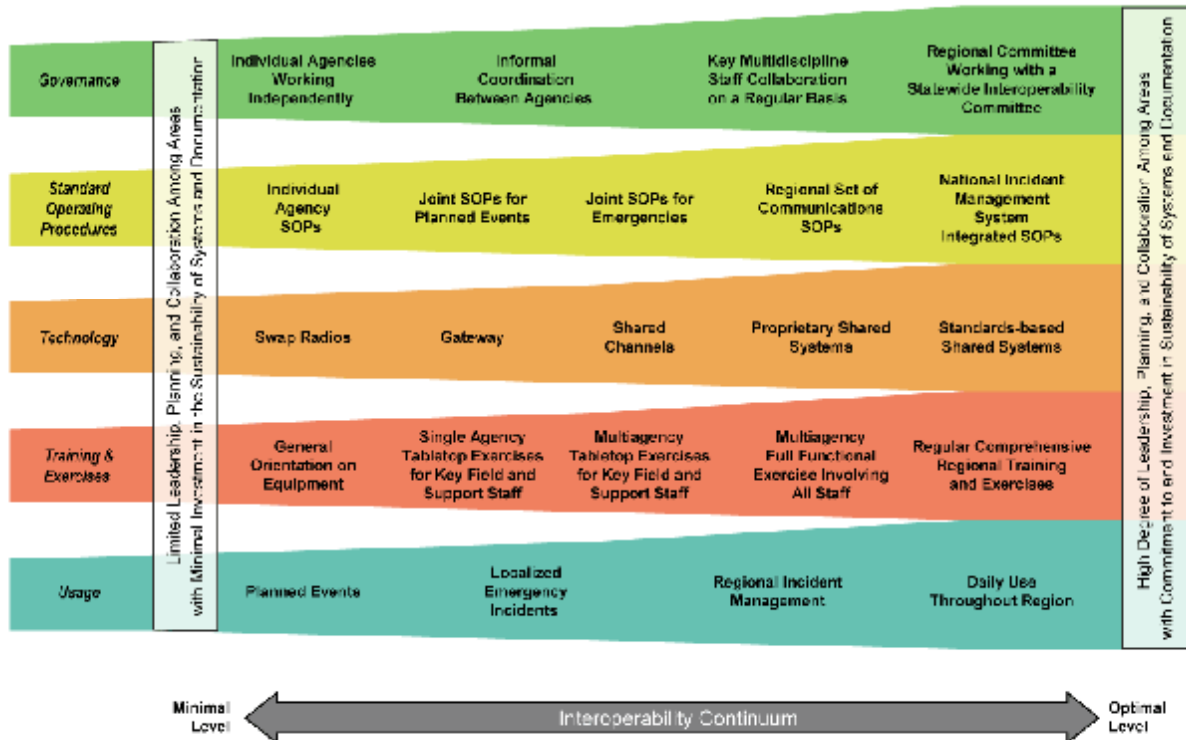 Governance
Individual Agencies
Working
Independently
Informal
Coordination
Between Agencies
Key Multidiscipline
Staff Collaboration
on a Regular Basis
Regional Committee
Working with a
Statewide Interoperability
Committee
Standard
Operating
Procedures
Individual
Agency
SOPs
Joint SOPs for
Planned Events
Joint SOPs for
Emergencies
Regional Set of
Communications
SOPs
National Incident
Management
System
Integrated SOPs
Technology
Swap Radios
Gateway
Shared
Channels
Proprietary Shared
Systems
Standards-based
Shared Systems
Training &
Exercises
General
Orientation on
Equipment
Single Agency
Tabletop Exercises
for Key Field and
Support Staff
Multiagency
Tabletop Exercises
for Key Field and
Support Staff
Multiagency
Full Functional
Exercise Involving
All Staff
Regular Comprehensive
Regional Training
and Exercises
Usage
Planned Events
Localized
Emergency
Incidents
Regional Incident
Management
Daily Use
Throughout Region
Limited Leadership, Planning, and Collaboration Among Areas
with Minimal Investment in the Sustainability of Systems and Documentation
High Degree of Leadership, Planning, and Collaboration Among Areas
with Commitment to and Investment in Sustainability of Systems and Documentation
Minimal
Level
Interoperability Continuum
Optimal
Level